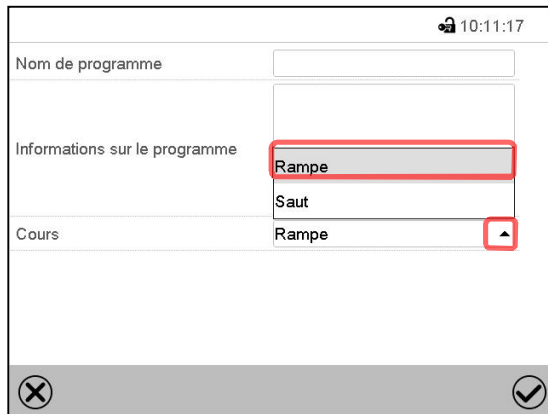 10:11:17
Nom de programme
Informations sur le programme
Rampe
Saut
Cours
Rampe